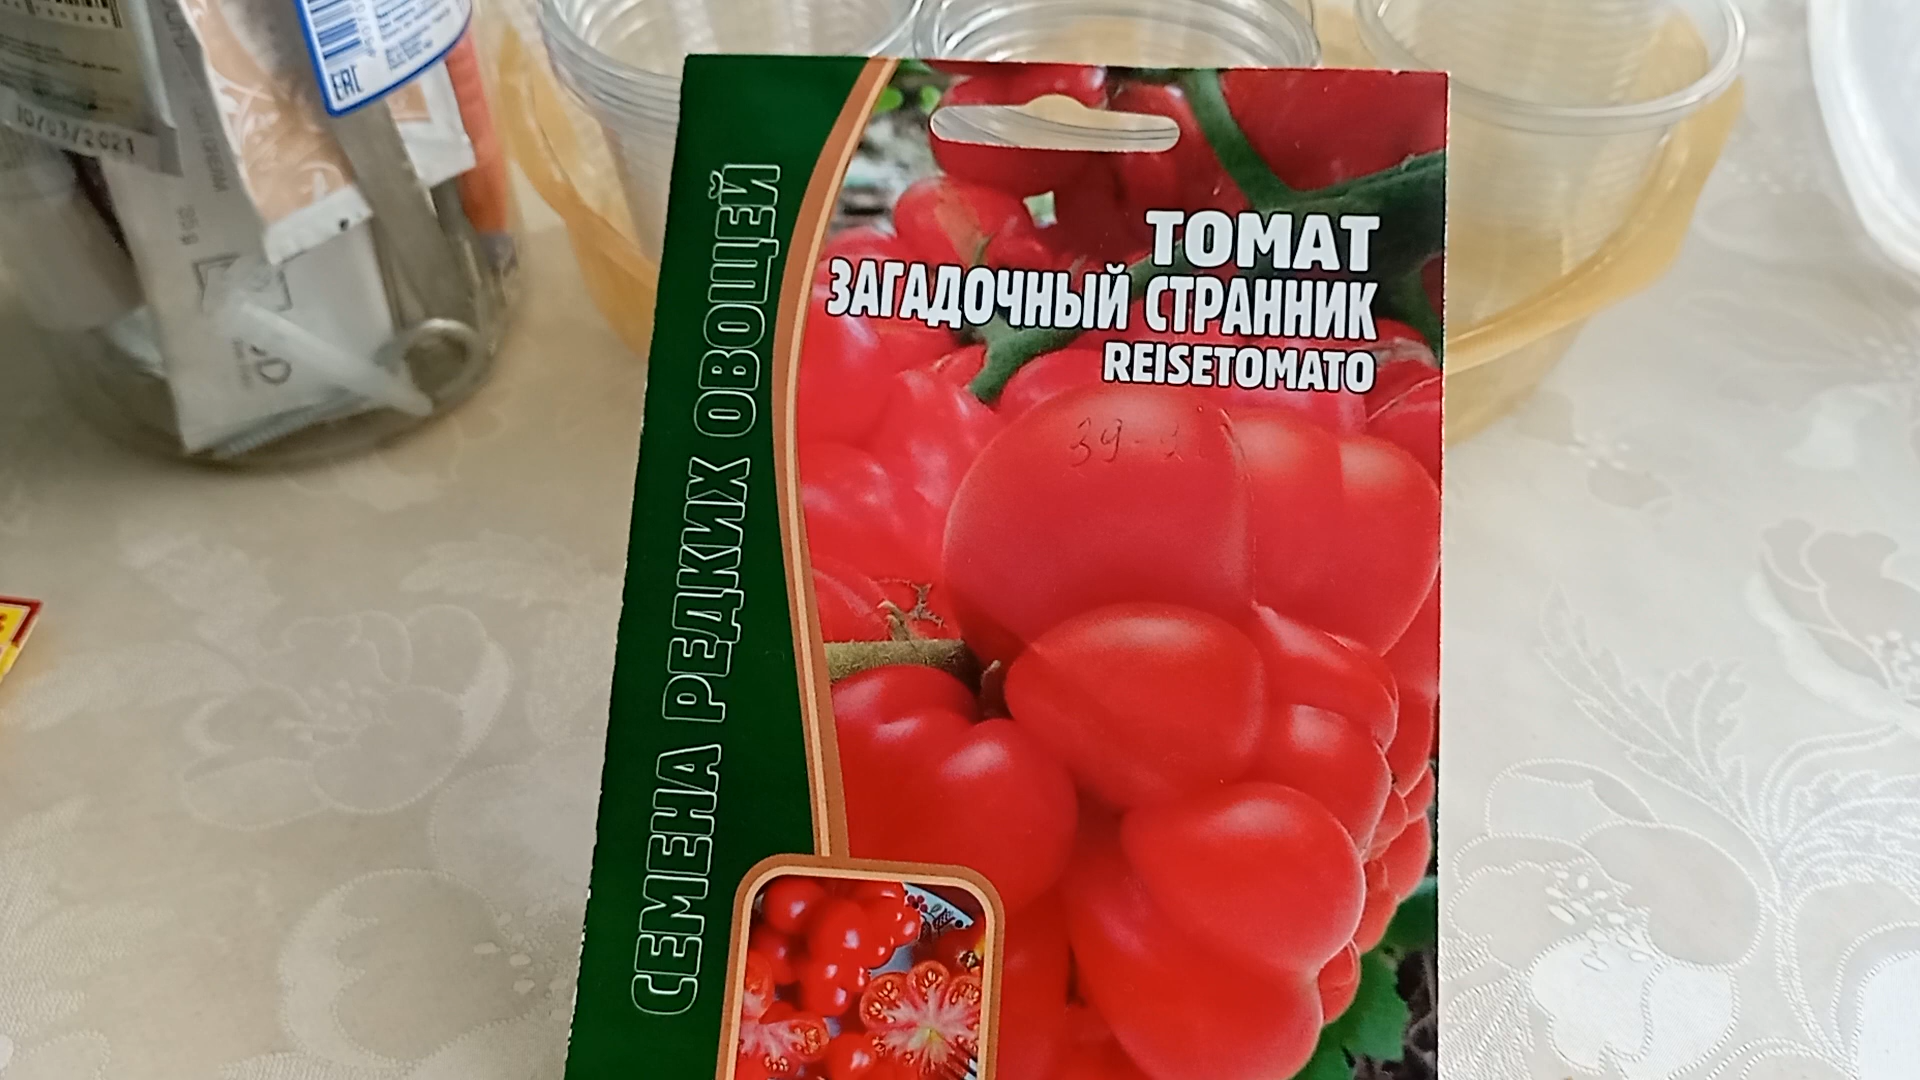 ТОМАТ
ЗАГАДОЧНЫЙ СТРАННИК
REISETOMATO
СЕМЕНА РЕДКИХ ОВОЩЕЙ
10/03/2021
EAC